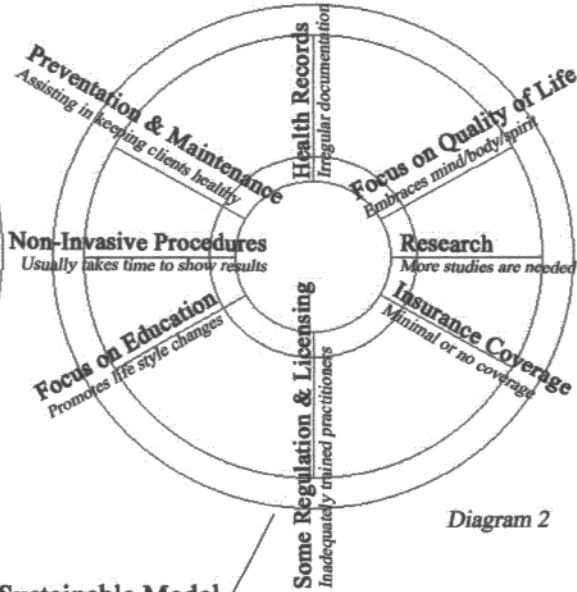 Health Records
Irregular documentation
Focus on Quality of Life
Embraces mind/body/spirit
Research
More studies are needed
Insurance Coverage
Minimal or no coverage
Some Regulation & Licensing
Inadequately trained practitioners
Focus on Education
Promotes life style changes
Non-Invasive Procedures
Usually takes time to show results
Preventation & Maintenance
Assisting in keeping clients healthy
Diagram 2
Sustainable Model